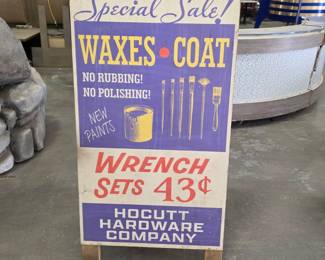 Special Sale!
WAXES • COAT
NO RUBBING!
NO POLISHING!
NEW
PAINTS
WRENCH
SETS 43¢
HOCUTT
HARDWARE
COMPANY